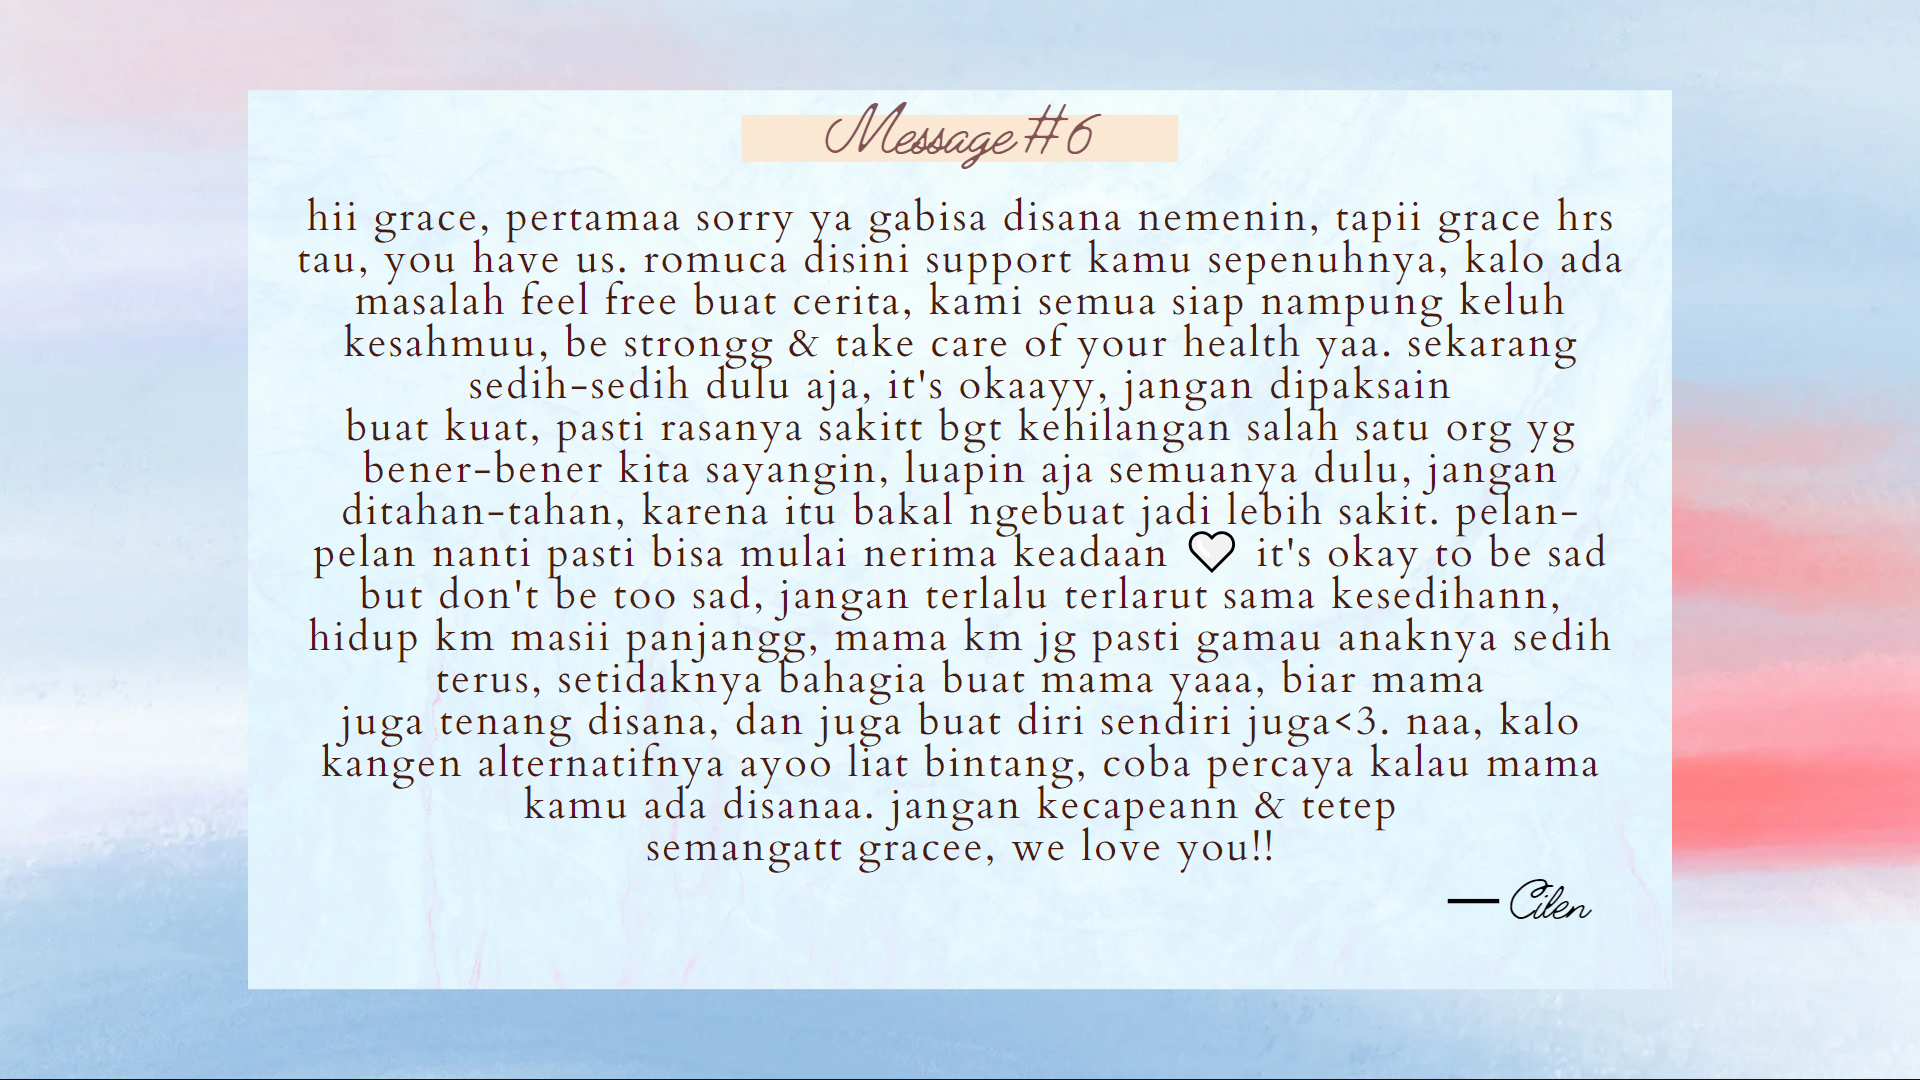 Message #6
hii grace, pertamaa sorry ya gabisa disana nemenin, tapii grace hrs
tau, you have us. romuca disini support kamu sepenuhnya, kalo ada
masalah feel free buat cerita, kami semua siap nampung keluh
kesahmuu, be strongg & take care of your health yaa. sekarang
sedih-sedih dulu aja, it's okaayy, jangan dipaksain
buat kuat, pasti rasanya sakitt bgt kehilangan salah satu org yg
bener-bener kita sayangin, luapin aja semuanya dulu, jangan
ditahan-tahan, karena itu bakal ngebuat jadi lebih sakit. pelan-
pelan nanti pasti bisa mulai nerima keadaan 🤍 it's okay to be sad
but don't be too sad, jangan terlalu terlarut sama kesedihann,
hidup km masii panjangg, mama km jg pasti gamau anaknya sedih
terus, setidaknya bahagia buat mama yaaa, biar mama
juga tenang disana, dan juga buat diri sendiri juga<3. naa, kalo
kangen alternatifnya ayoo liat bintang, coba percaya kalau mama
kamu ada disanaa. jangan kecapeann & tetep
semangatt gracee, we love you!!
— Cilen